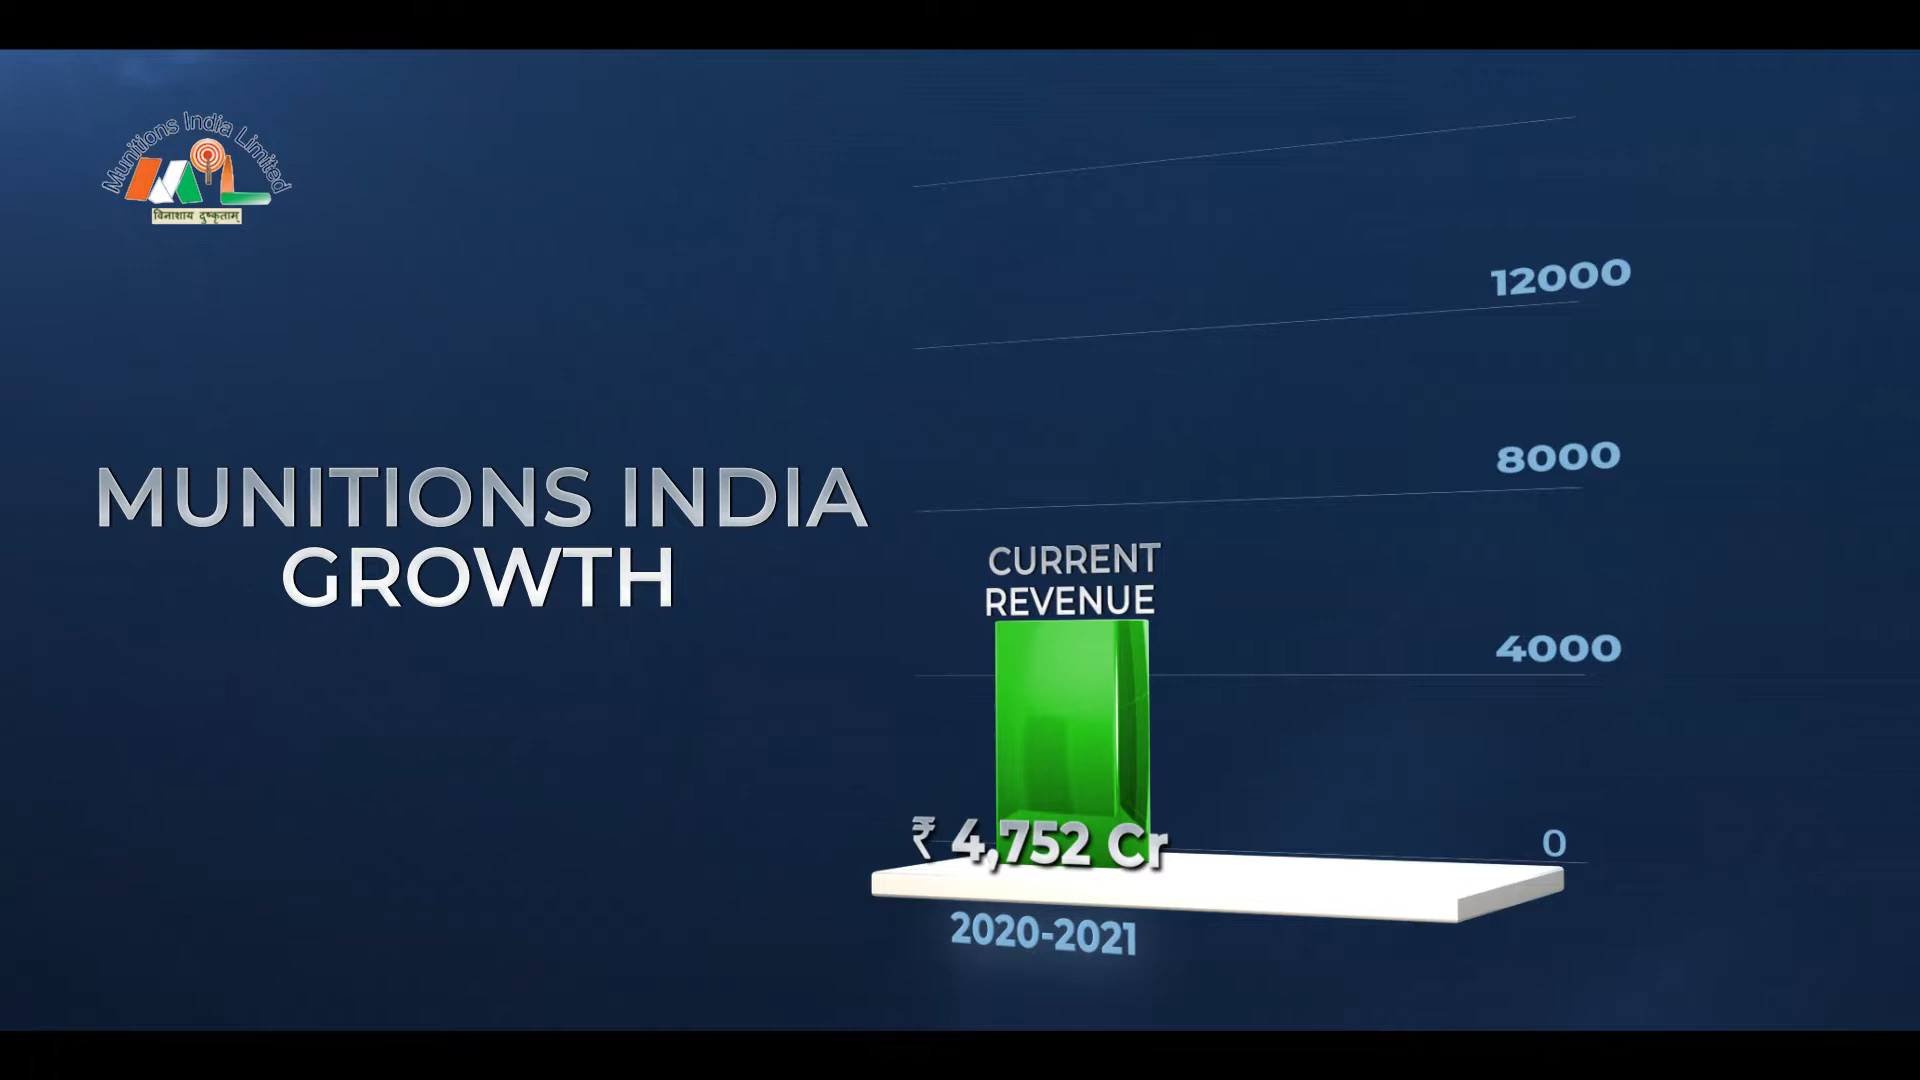 Munitions India Limited
विनाशाय दुष्कृताम्
MUNITIONS INDIA
GROWTH
12000
8000
4000
0
CURRENT
REVENUE
₹ 4,752 Cr
2020-2021